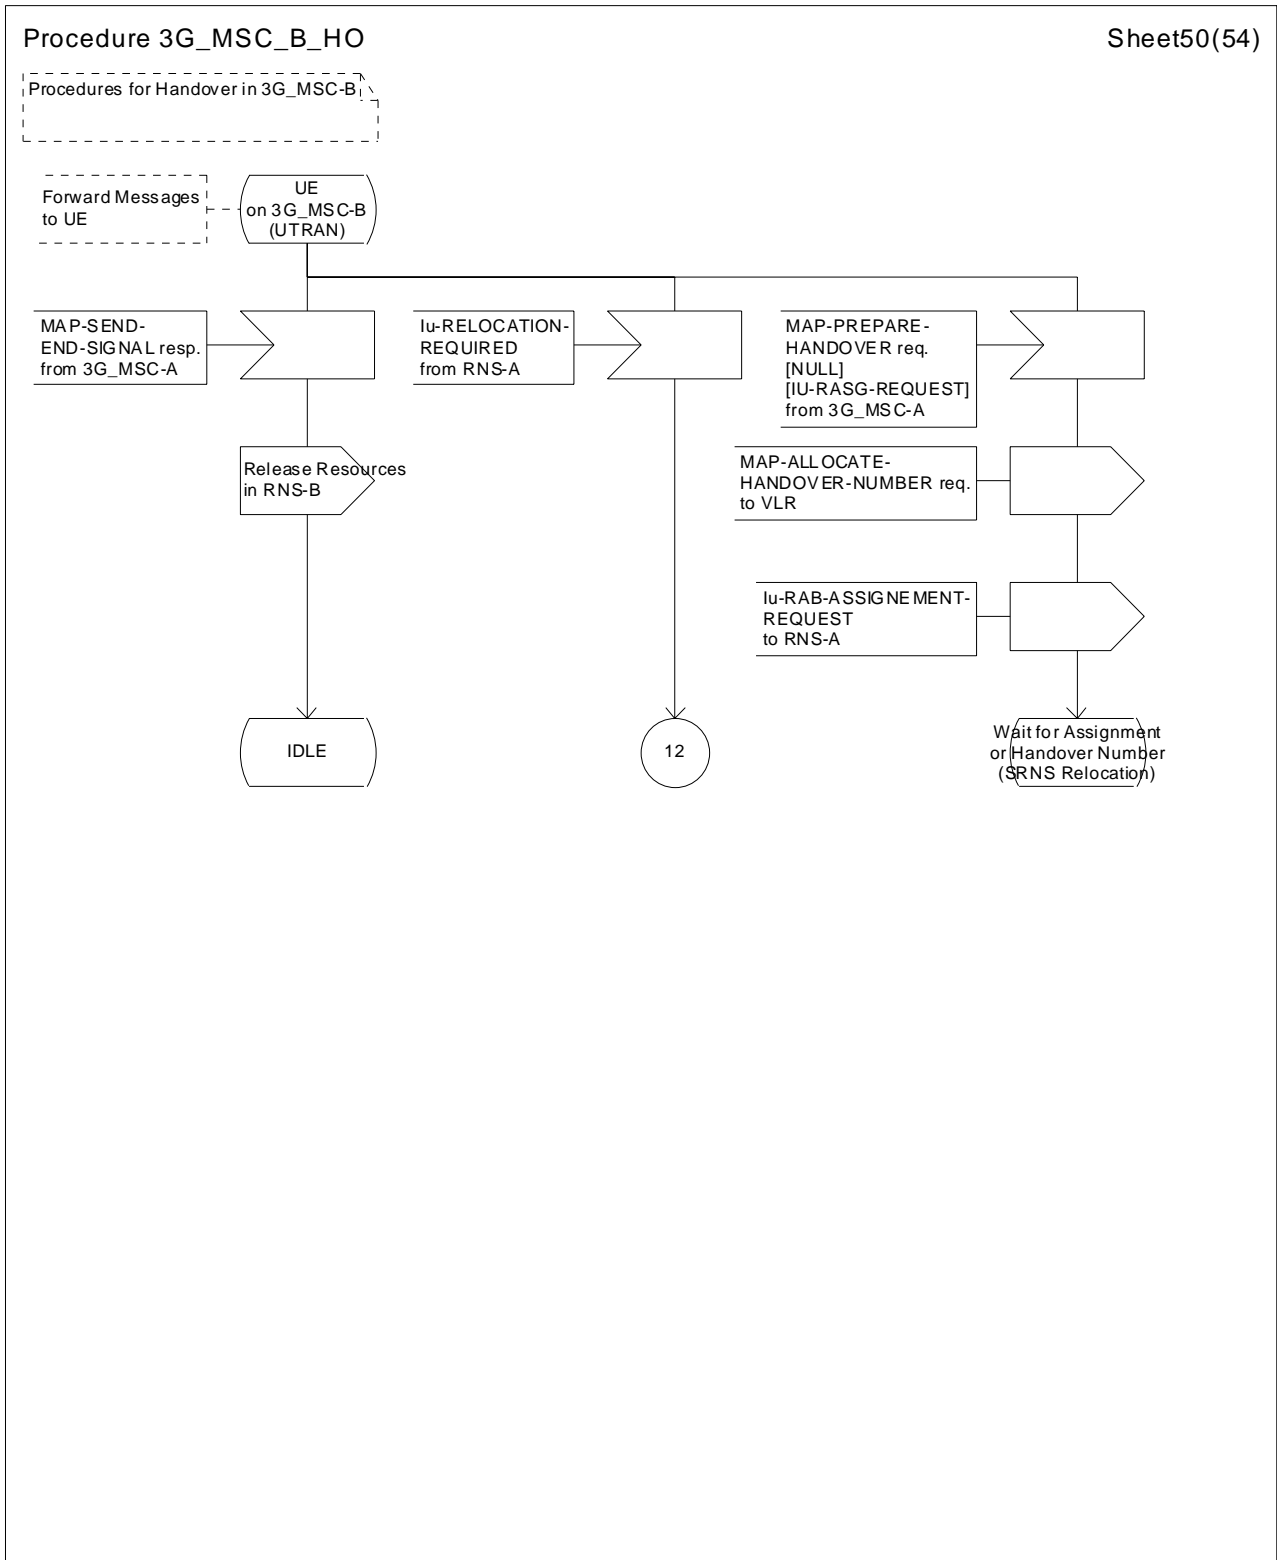 Procedure 3G_MSC_B_HO
Sheet50(54)
Procedures for Handover in 3G_MSC-B
Forward Messages
to UE
UE
on 3G_MSC-B
(UTRAN)
MAP-SEND-
END-SIGNAL resp.
from 3G_MSC-A
Iu-RELOCATION-
REQUIRED
from RNS-A
MAP-PREPARE-
HANDOVER req.
[NULL]
[IU-RASG-REQUEST]
from 3G_MSC-A
Release Resources
in RNS-B
MAP-ALLOCATE-
HANDOVER-NUMBER req.
to VLR
Iu-RAB-ASSIGNEMENT-
REQUEST
to RNS-A
IDLE
12
Wait for Assignment
or Handover Number
(SRNS Relocation)